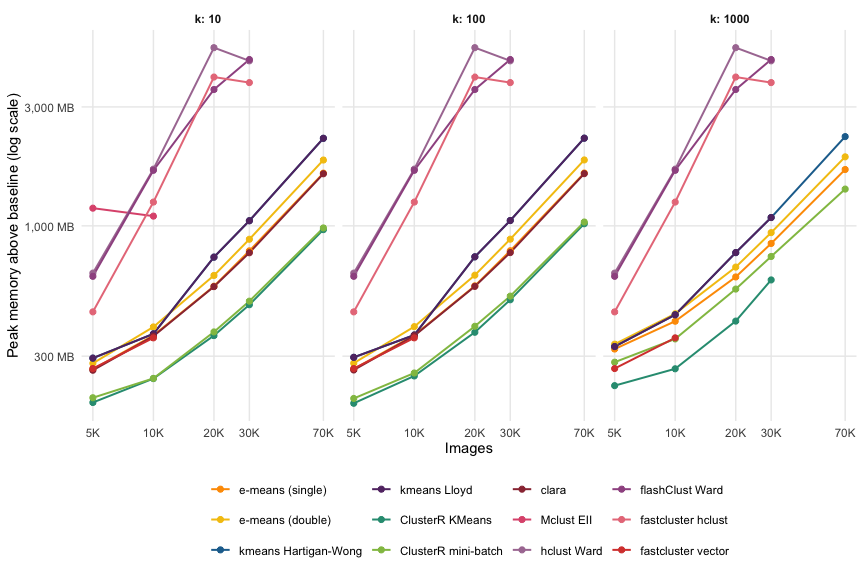 k: 10
k: 100
k: 1000
Peak memory above baseline (log scale)
3,000 MB
1,000 MB
300 MB
5K 10K 20K 30K 70K
5K 10K 20K 30K 70K
5K 10K 20K 30K 70K
Images
e-means (single) kmeans Lloyd clara flashClust Ward
e-means (double) ClusterR KMeans Mclust EII fastcluster hclust
kmeans Hartigan-Wong ClusterR mini-batch hclust Ward fastcluster vector